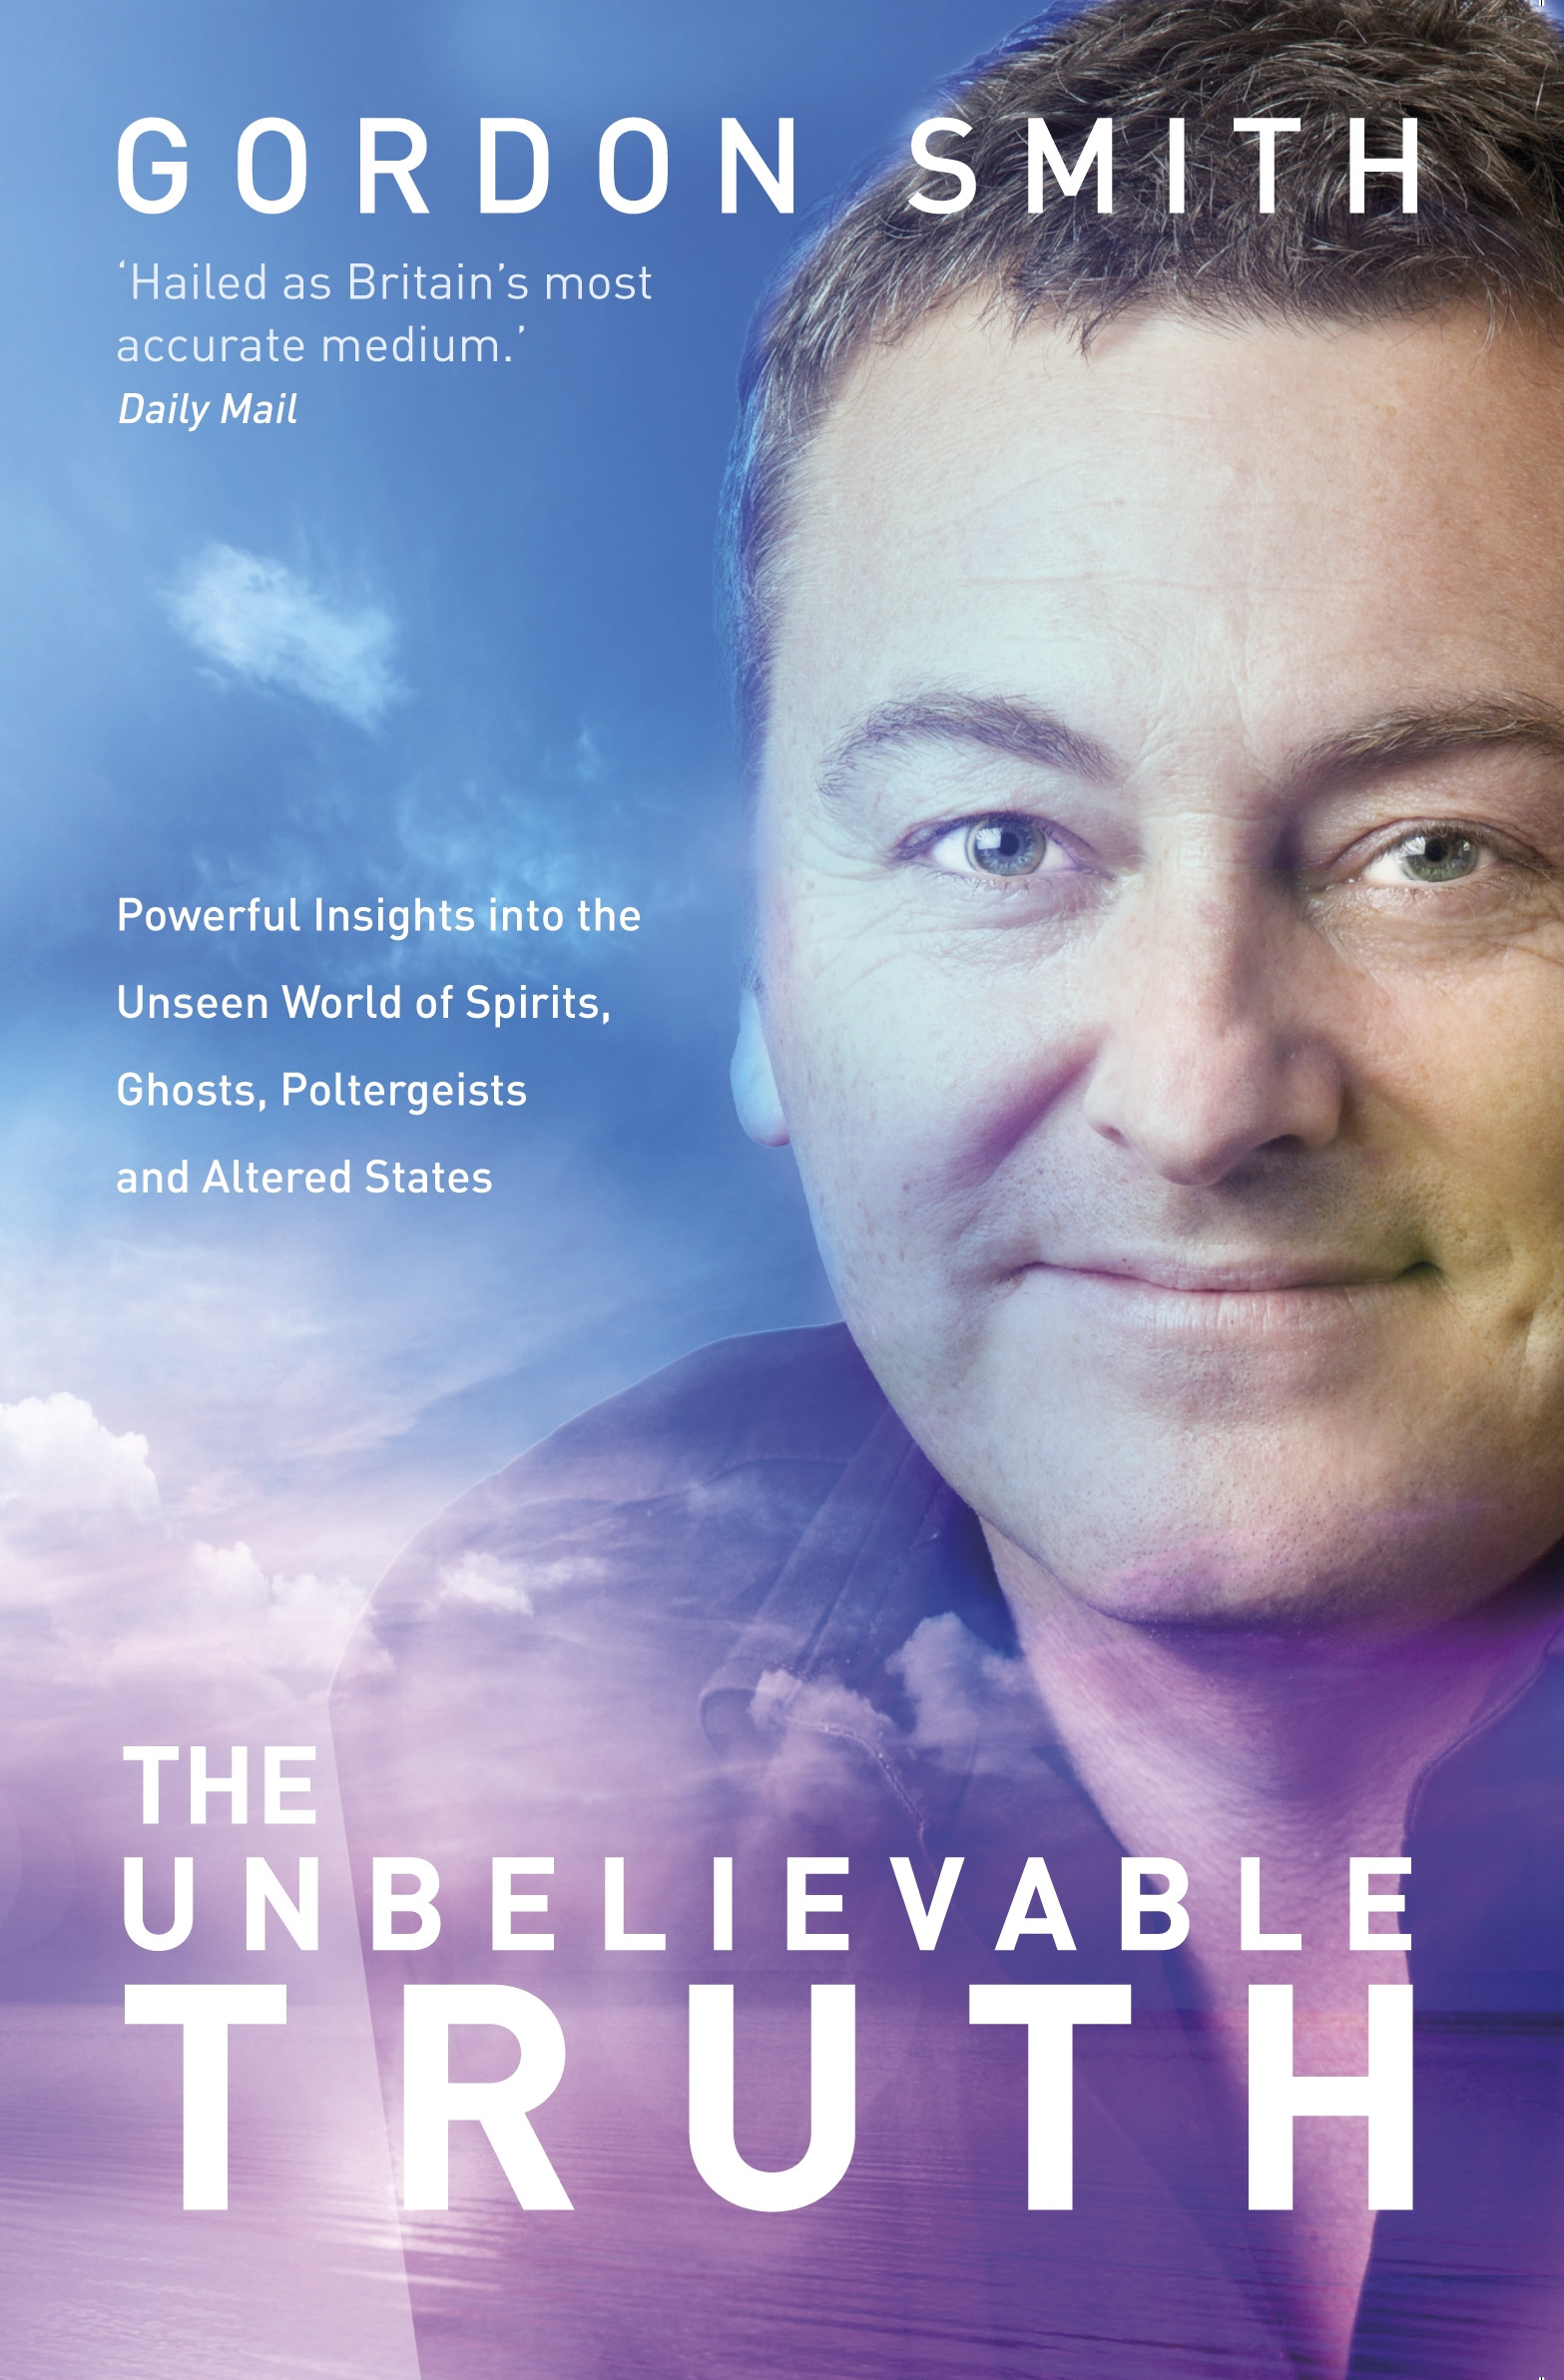 GORDON SMITH
‘Hailed as Britain’s most
accurate medium.’
Daily Mail
Powerful Insights into the
Unseen World of Spirits,
Ghosts, Poltergeists
and Altered States
THE
UNBELIEVABLE
TRUTH